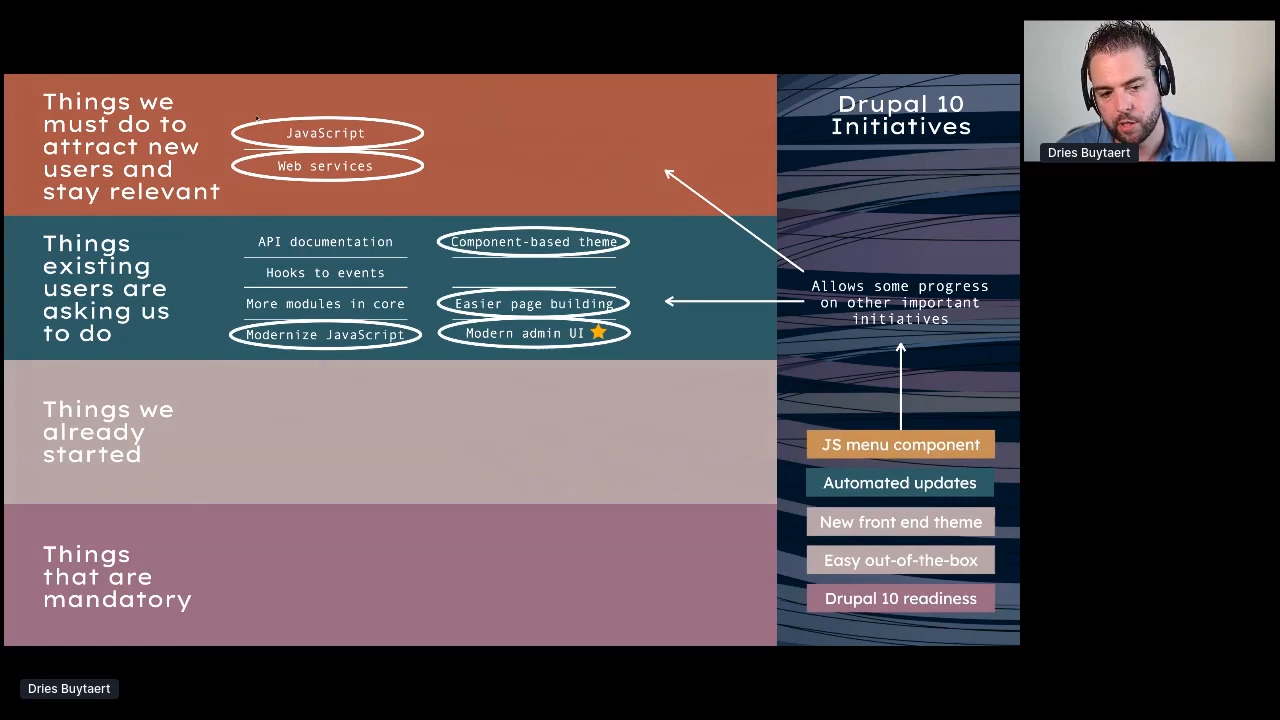 Things we
must do to
attract new
users and
stay relevant
JavaScript
Web services
Things
existing
users are
asking us
to do
API documentation
Hooks to events
More modules in core
Modernize JavaScript
Component-based theme
Easier page building
Modern admin UI
Things we
already
started
Things
that are
mandatory
Drupal 10
Initiatives
Allows some progress
on other important
initiatives
JS menu component
Automated updates
New front end theme
Easy out-of-the-box
Drupal 10 readiness
Dries Buytaert
Dries Buytaert